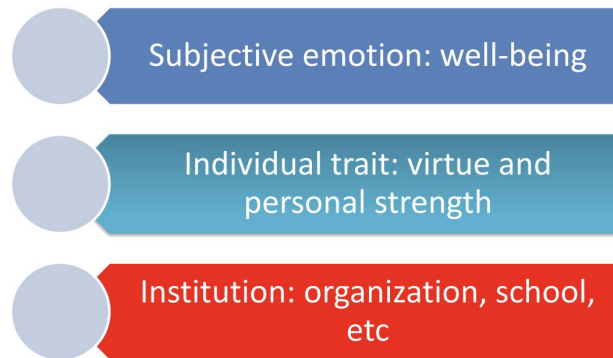 Subjective emotion: well-being
Individual trait: virtue and
personal strength
Institution: organization, school,
etc